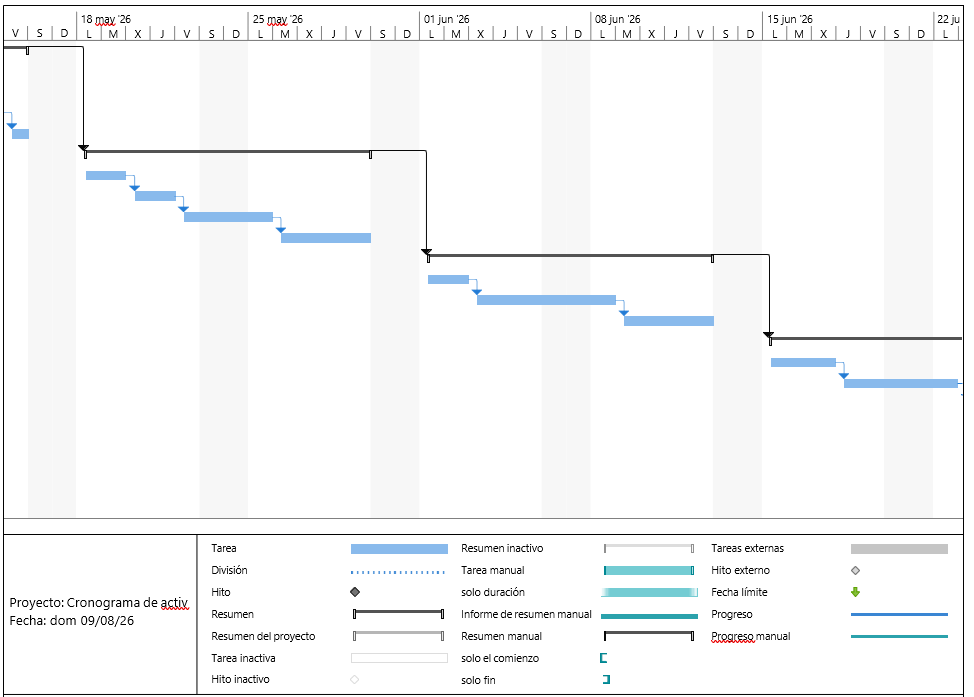 18 may '26 25 may '26 01 jun '26 08 jun '26 15 jun '26 22 ju
V S D L M X J V S D L M X J V S D L M X J V S D L M X J V S D L M X J V S D L
Tarea Resumen inactivo Tareas externas
División Tarea manual Hito externo
Hito solo duración Fecha límite
Resumen Informe de resumen manual Progreso
Resumen del proyecto Resumen manual Progreso manual
Tarea inactiva solo el comienzo
Hito inactivo solo fin
Proyecto: Cronograma de activ
Fecha: dom 09/08/26